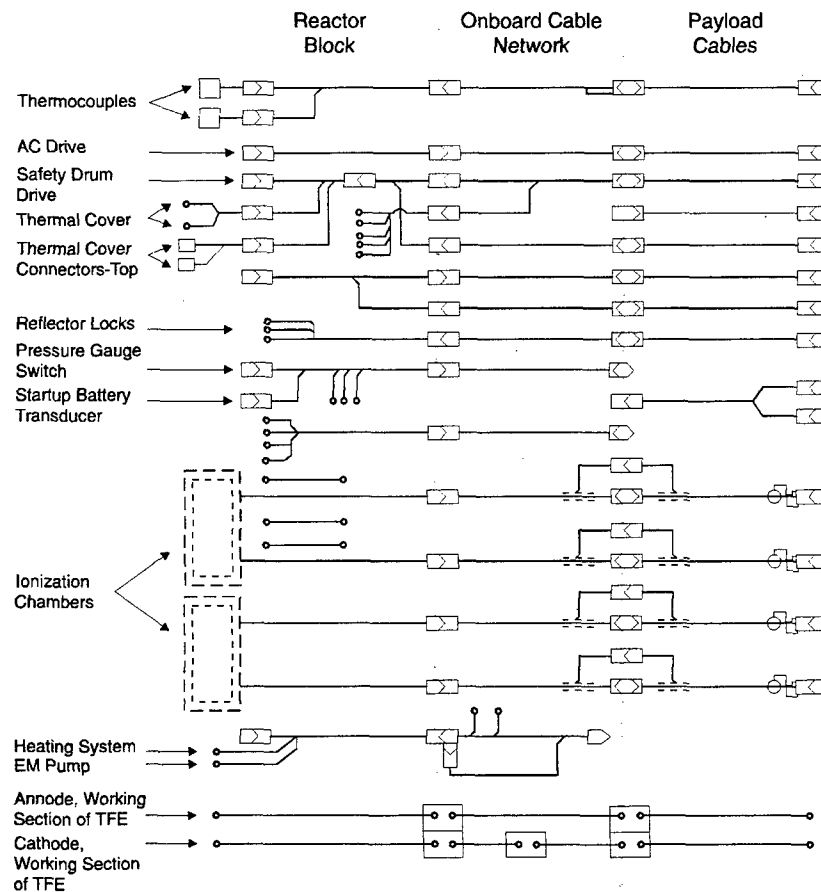 Reactor
Block
Onboard Cable
Network
Payload
Cables
Thermocouples
AC Drive
Safety Drum
Drive
Thermal Cover
Thermal Cover
Connectors-Top
Reflector Locks
Pressure Gauge
Switch
Startup Battery
Transducer
Ionization
Chambers
Heating System
EM Pump
Annode, Working
Section of TFE
Cathode,
Working Section
of TFE